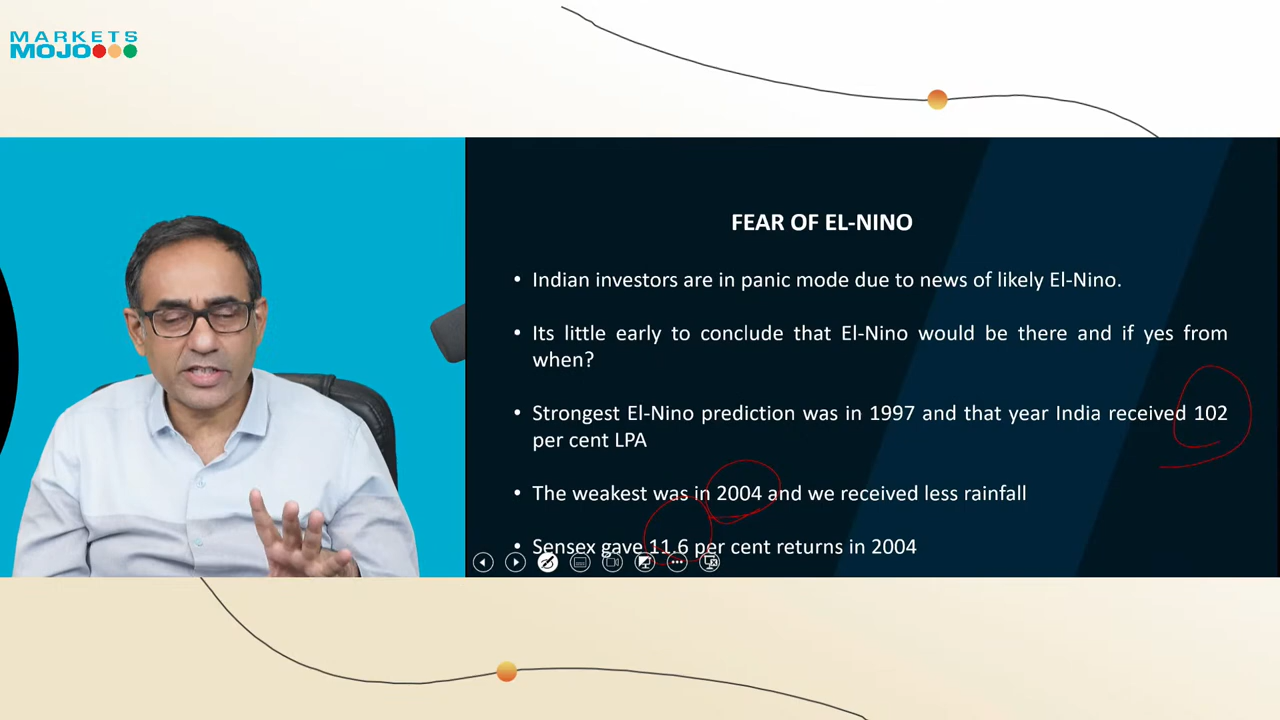 MARKETS
MOJO
FEAR OF EL-NINO
• Indian investors are in panic mode due to news of likely El-Nino.
• Its little early to conclude that El-Nino would be there and if yes from
when?
• Strongest El-Nino prediction was in 1997 and that year India received 102
per cent LPA
• The weakest was in 2004 and we received less rainfall
• Sensex gave 11.6 per cent returns in 2004